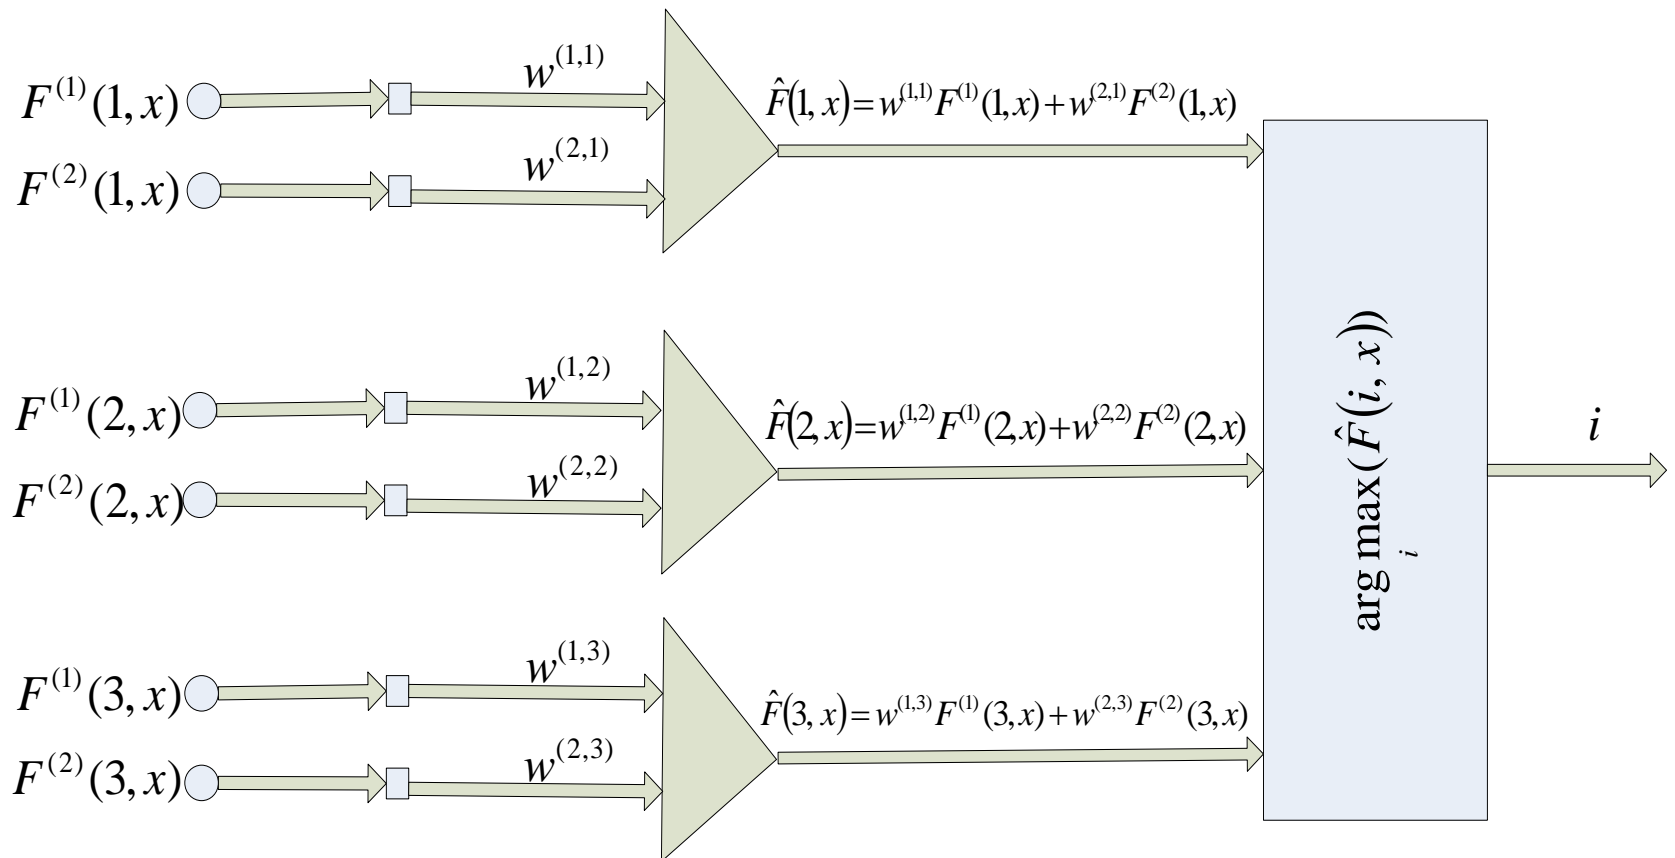 F^(1)(1, x)
w^(1,1)
F^(2)(1, x)
w^(2,1)
F̂(1, x) = w^(1,1) F^(1)(1, x) + w^(2,1) F^(2)(1, x)
F^(1)(2, x)
w^(1,2)
F^(2)(2, x)
w^(2,2)
F̂(2, x) = w^(1,2) F^(1)(2, x) + w^(2,2) F^(2)(2, x)
F^(1)(3, x)
w^(1,3)
F^(2)(3, x)
w^(2,3)
F̂(3, x) = w^(1,3) F^(1)(3, x) + w^(2,3) F^(2)(3, x)
arg max(F̂(i, x))
i
i